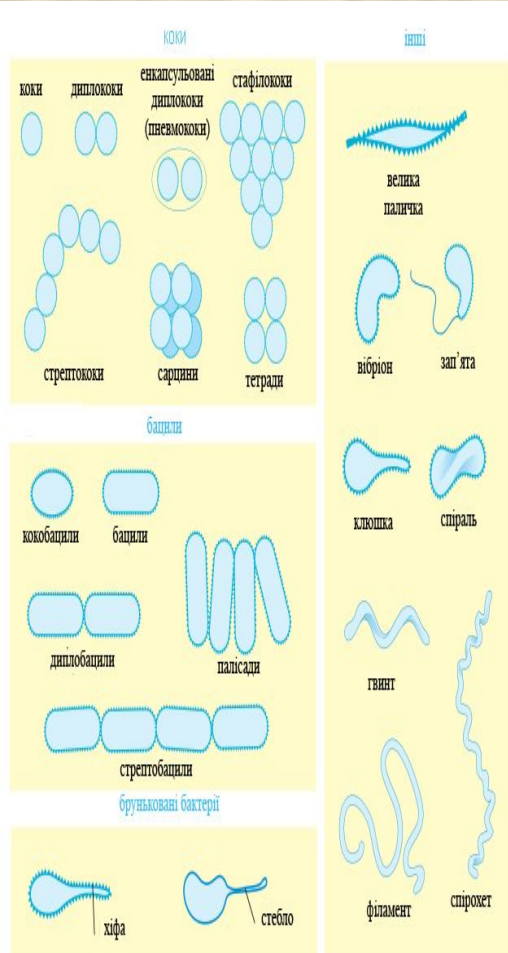 коки
коки
диплококи
енкапсульовані
диплококи
(пневмококи)
стафілококи
стрептококи
сарцини
тетради
бацили
кокобацили
бацили
диплобацили
палісади
стрептобацили
бруньковані бактерії
хіфа
стебло
інші
велика
паличка
вібріон
зап’ята
клюшка
спіраль
гвинт
філамент
спірохет